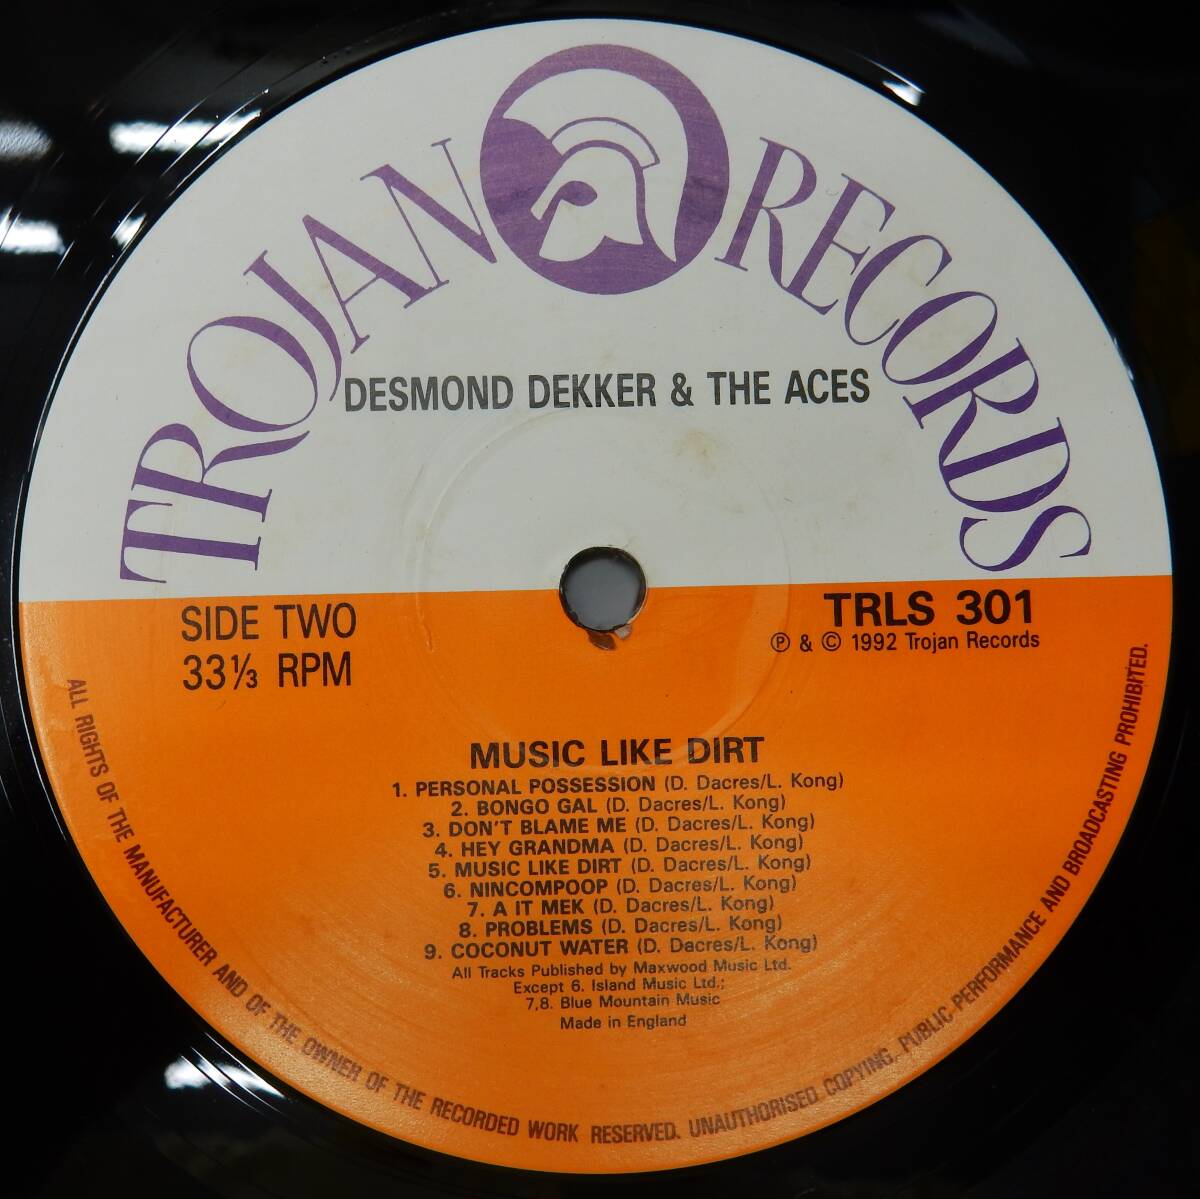 TROJAN RECORDS
DESMOND DEKKER & THE ACES
SIDE TWO
33⅓ RPM
TRLS 301
℗ & © 1992 Trojan Records
MUSIC LIKE DIRT
1. PERSONAL POSSESSION (D. Dacres/L. Kong)
2. BONGO GAL (D. Dacres/L. Kong)
3. DON'T BLAME ME (D. Dacres/L. Kong)
4. HEY GRANDMA (D. Dacres/L. Kong)
5. MUSIC LIKE DIRT (D. Dacres/L. Kong)
6. NINCOMPOOP (D. Dacres/L. Kong)
7. A IT MEK (D. Dacres/L. Kong)
8. PROBLEMS (D. Dacres/L. Kong)
9. COCONUT WATER (D. Dacres/L. Kong)
All Tracks Published by Maxwood Music Ltd.
Except 6. Island Music Ltd.;
7,8. Blue Mountain Music
Made in England
ALL RIGHTS OF THE MANUFACTURER AND OF THE OWNER OF THE RECORDED WORK RESERVED. UNAUTHORISED COPYING, PUBLIC PERFORMANCE AND BROADCASTING PROHIBITED.